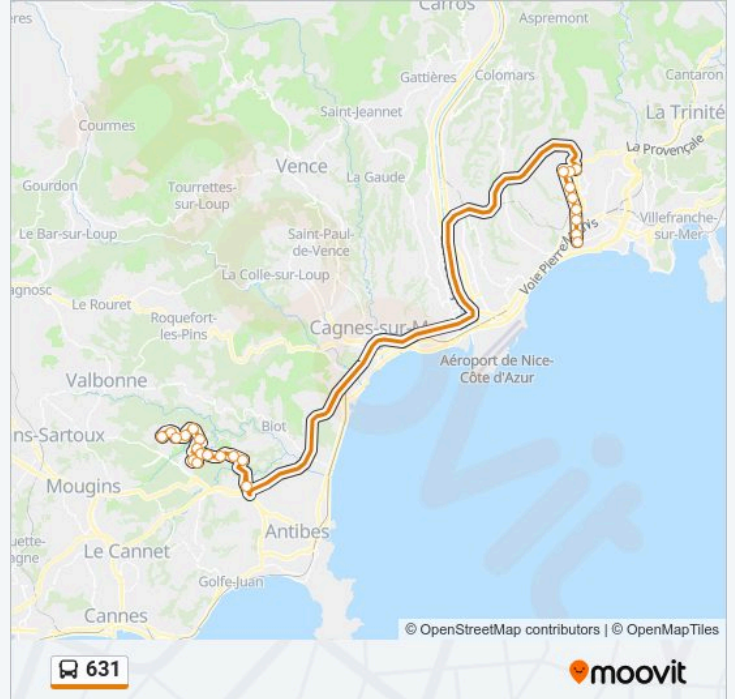 Carros
Aspremont
Gattières
Colomars
Cantaron
Saint-Jeannet
La Trinité
Courmes
La Provençale
Vence
La Gaude
Gourdon
Tourrettes-
sur-Loup
Villefranche-
sur-Mer
Le Bar-sur-Loup
Saint-Paul-
de-Vence
Voie Pierre
La Colle-sur-Loup
Le Rouret
Roquefort-
les-Pins
Cagnes-sur-M
Aéroport de Nice-
Côte d'Azur
Valbonne
Biot
ns-Sartoux
Mougins
Antibes
Le Cannet
Golfe-Juan
Cannes
© OpenStreetMap contributors | © OpenMapTiles
631
moovit